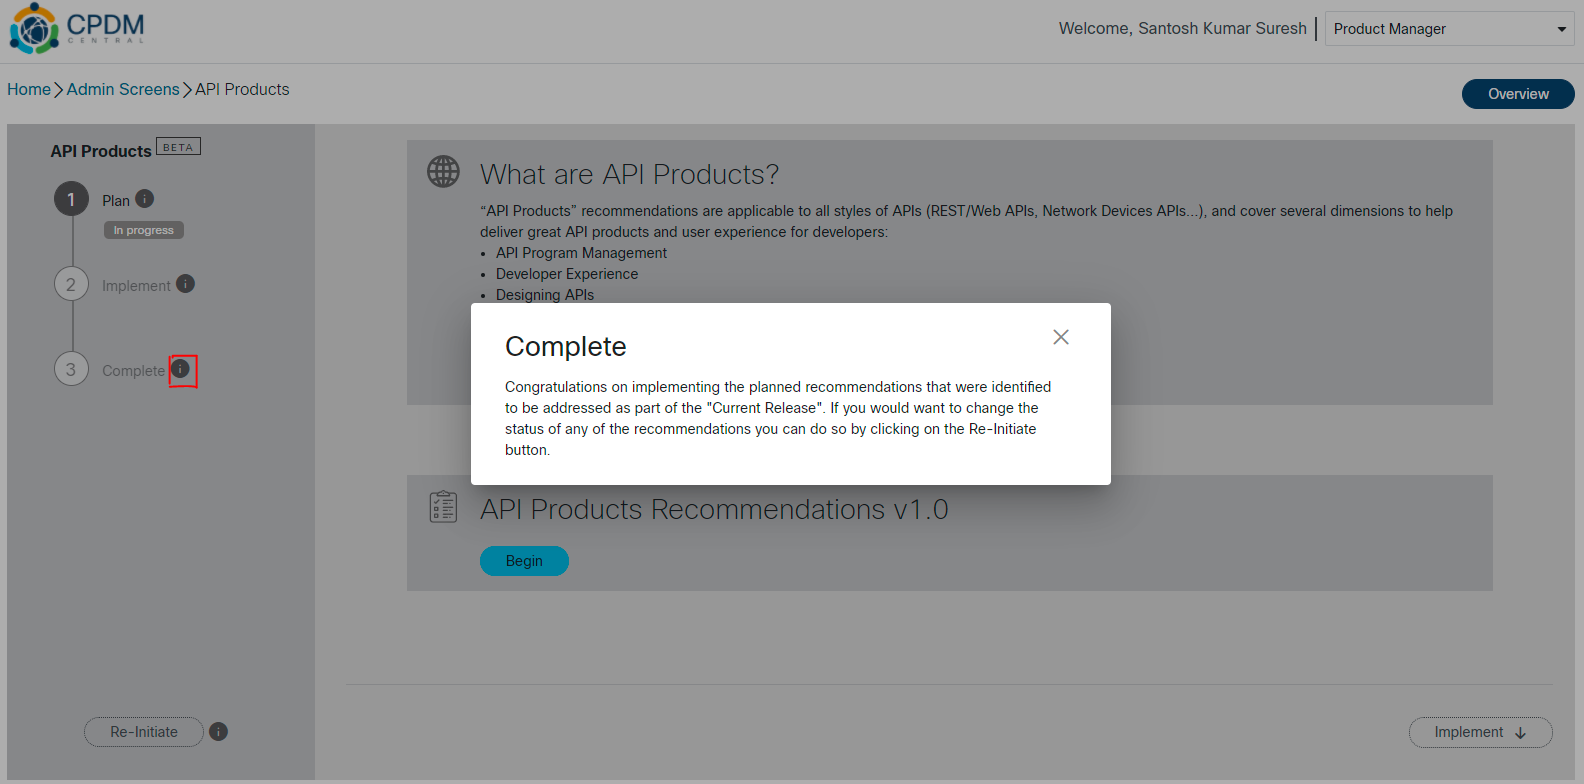 CPDM
CENTRAL
Welcome, Santosh Kumar Suresh
Product Manager
Home Admin Screens API Products
Overview
API Products BETA
1 Plan i
In progress
2 Implement i
3 Complete i
Re-Initiate i
What are API Products?
“API Products” recommendations are applicable to all styles of APIs (REST/Web APIs, Network Devices APIs...), and cover several dimensions to help
deliver great API products and user experience for developers:
• API Program Management
• Developer Experience
• Designing APIs
Complete
Congratulations on implementing the planned recommendations that were identified
to be addressed as part of the "Current Release". If you would want to change the
status of any of the recommendations you can do so by clicking on the Re-Initiate
button.
API Products Recommendations v1.0
Begin
Implement